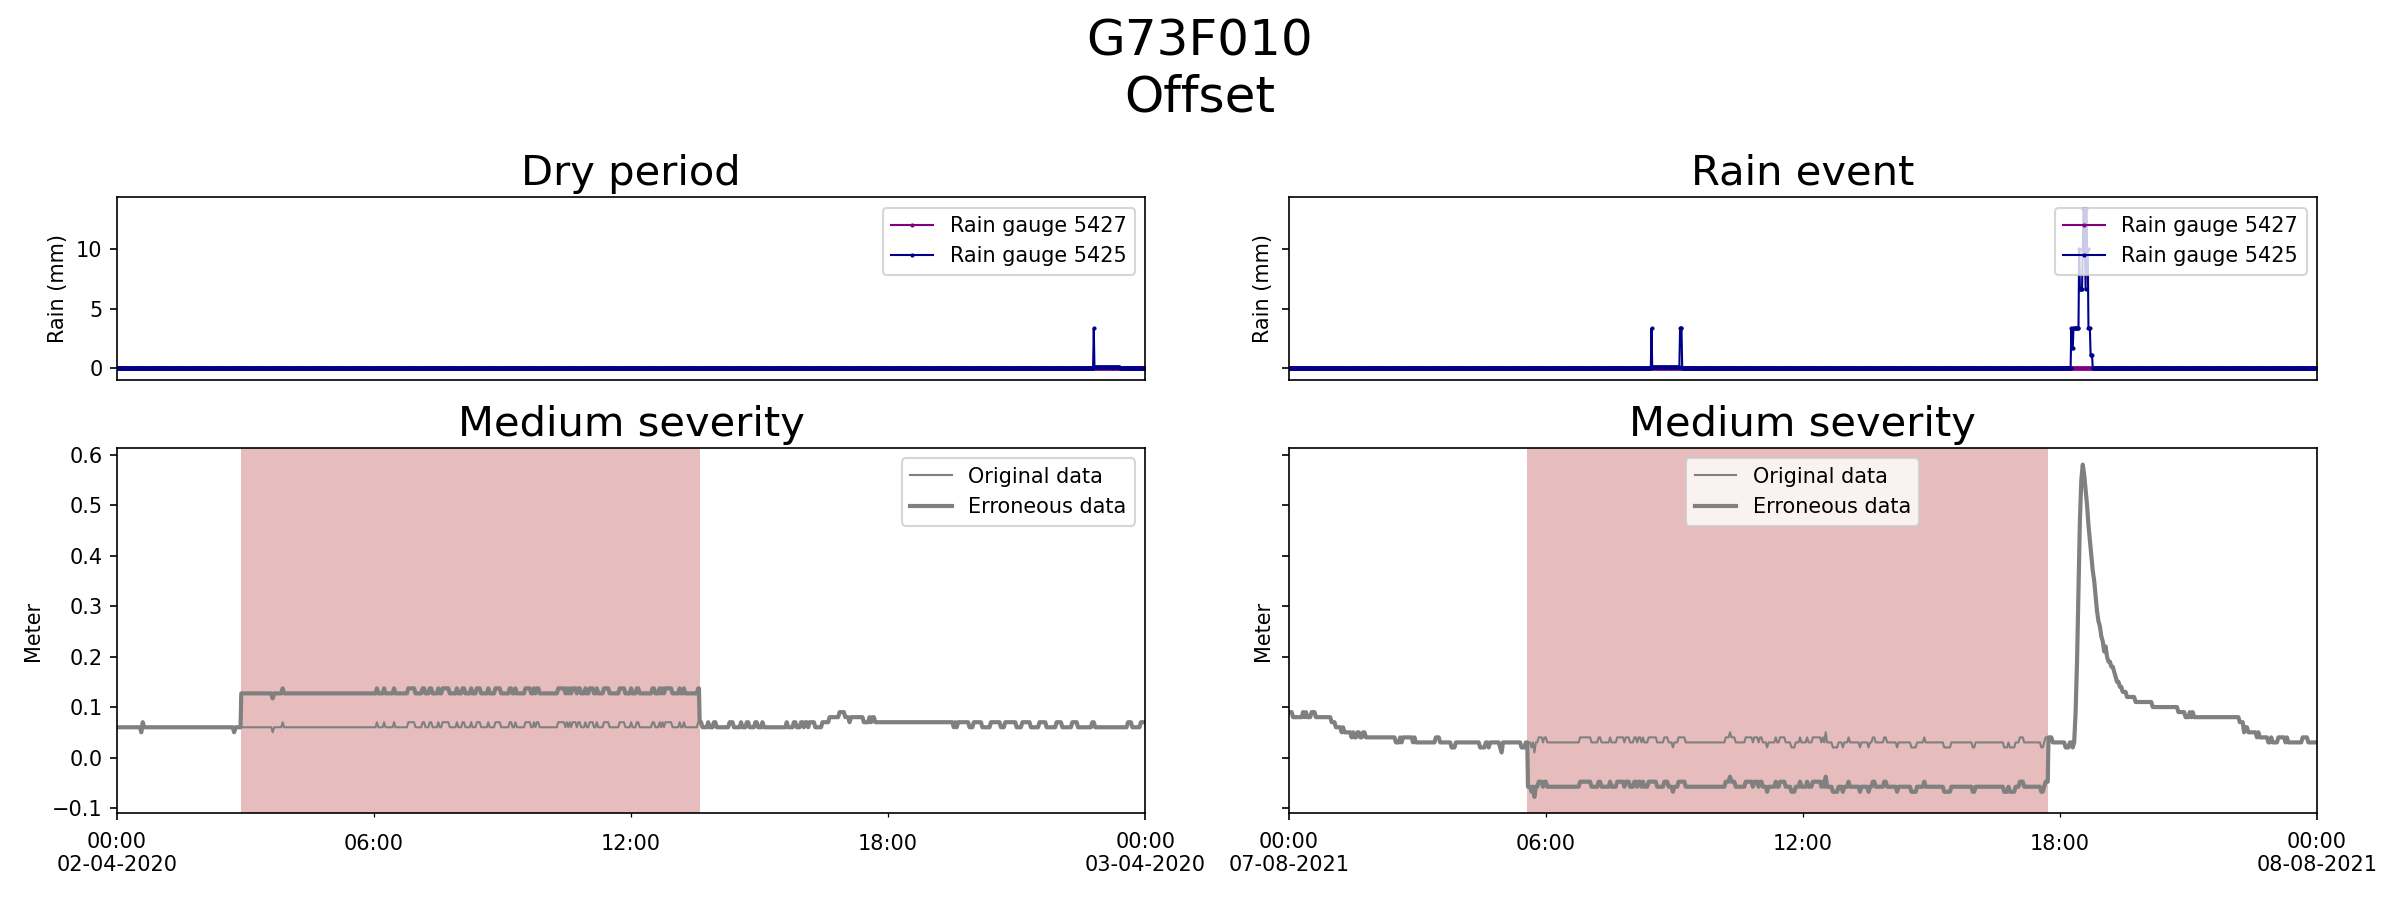 G73F010
Offset
Dry period
Rain (mm)
10
5
0
Rain gauge 5427
Rain gauge 5425
Rain event
Rain (mm)
Rain gauge 5427
Rain gauge 5425
Medium severity
Meter
0.6
0.5
0.4
0.3
0.2
0.1
0.0
−0.1
Original data
Erroneous data
00:00
02-04-2020
06:00
12:00
18:00
00:00
03-04-2020
Medium severity
Meter
Original data
Erroneous data
00:00
07-08-2021
06:00
12:00
18:00
00:00
08-08-2021